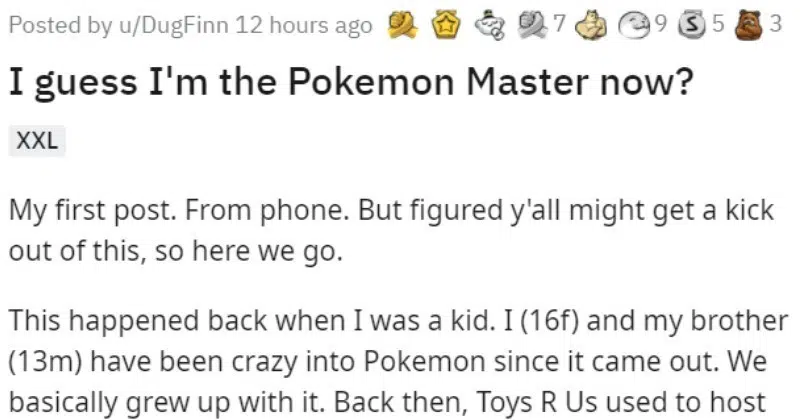 Posted by u/DugFinn 12 hours ago 7 9 S 5 3
I guess I'm the Pokemon Master now?
XXL
My first post. From phone. But figured y'all might get a kick
out of this, so here we go.
This happened back when I was a kid. I (16f) and my brother
(13m) have been crazy into Pokemon since it came out. We
basically grew up with it. Back then, Toys R Us used to host